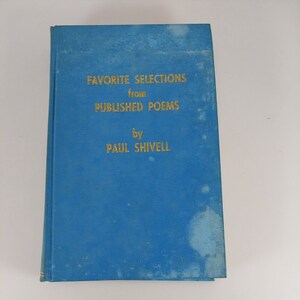 FAVORITE SELECTIONS
from
PUBLISHED POEMS
by
PAUL SHIVELL